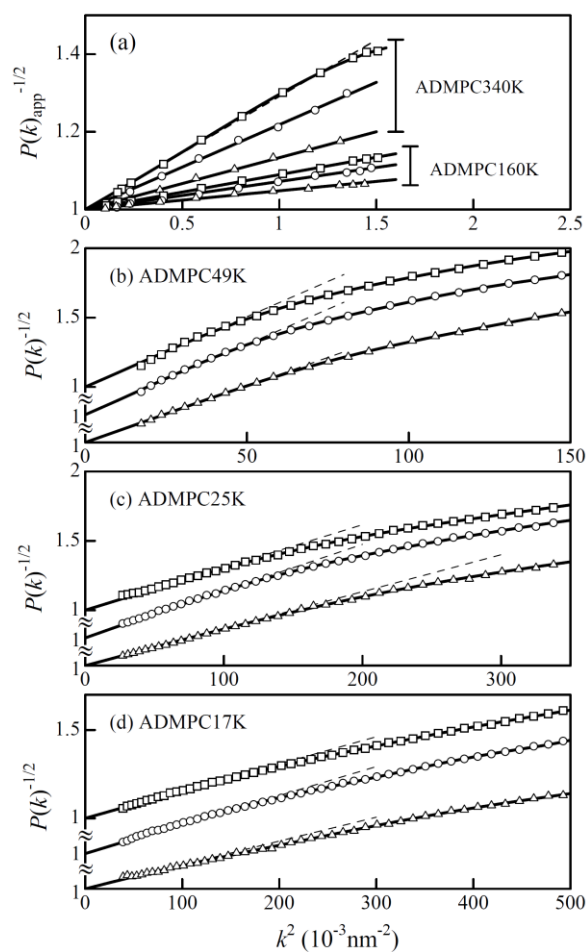 (a)
P(k)app^-1/2
1.4
1.2
1
ADMPC340K
ADMPC160K
0 0.5 1 1.5 2 2.5
(b) ADMPC49K
P(k)^-1/2
2
1.5
1
1
1
0 50 100 150
(c) ADMPC25K
P(k)^-1/2
2
1.5
1
1
1
0 100 200 300
(d) ADMPC17K
P(k)^-1/2
1.5
1
1
1
0 100 200 300 400 500
k² (10⁻³nm⁻²)